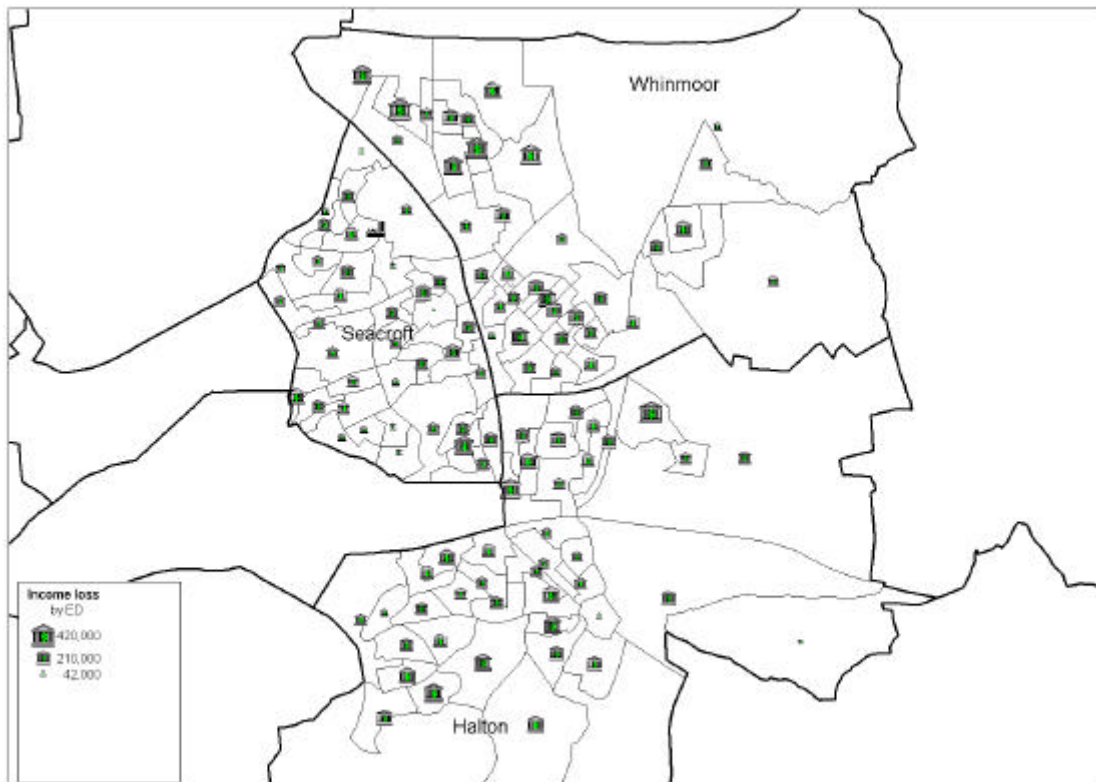 Whinmoor
Seacroft
Income loss
by ED
420,000
210,000
42,000
Halton